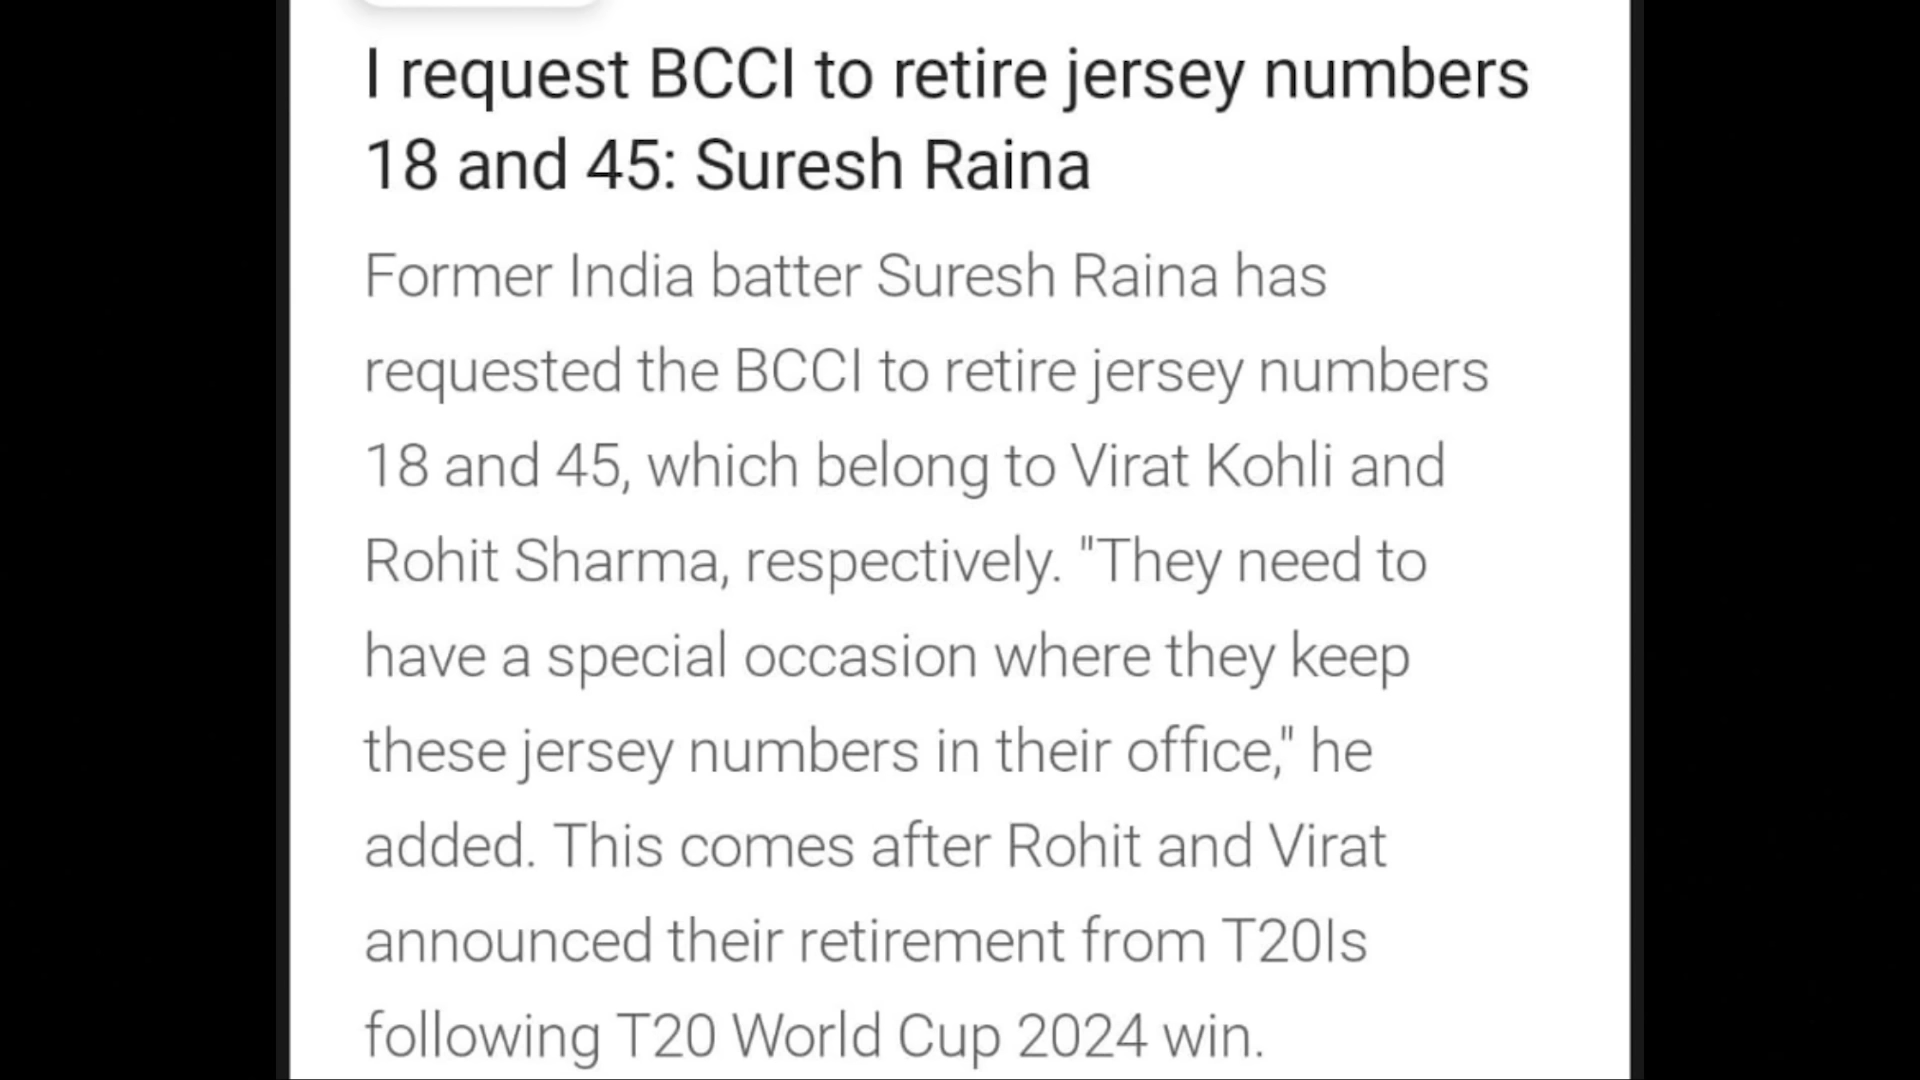 I request BCCI to retire jersey numbers
18 and 45: Suresh Raina
Former India batter Suresh Raina has
requested the BCCI to retire jersey numbers
18 and 45, which belong to Virat Kohli and
Rohit Sharma, respectively. "They need to
have a special occasion where they keep
these jersey numbers in their office," he
added. This comes after Rohit and Virat
announced their retirement from T20Is
following T20 World Cup 2024 win.